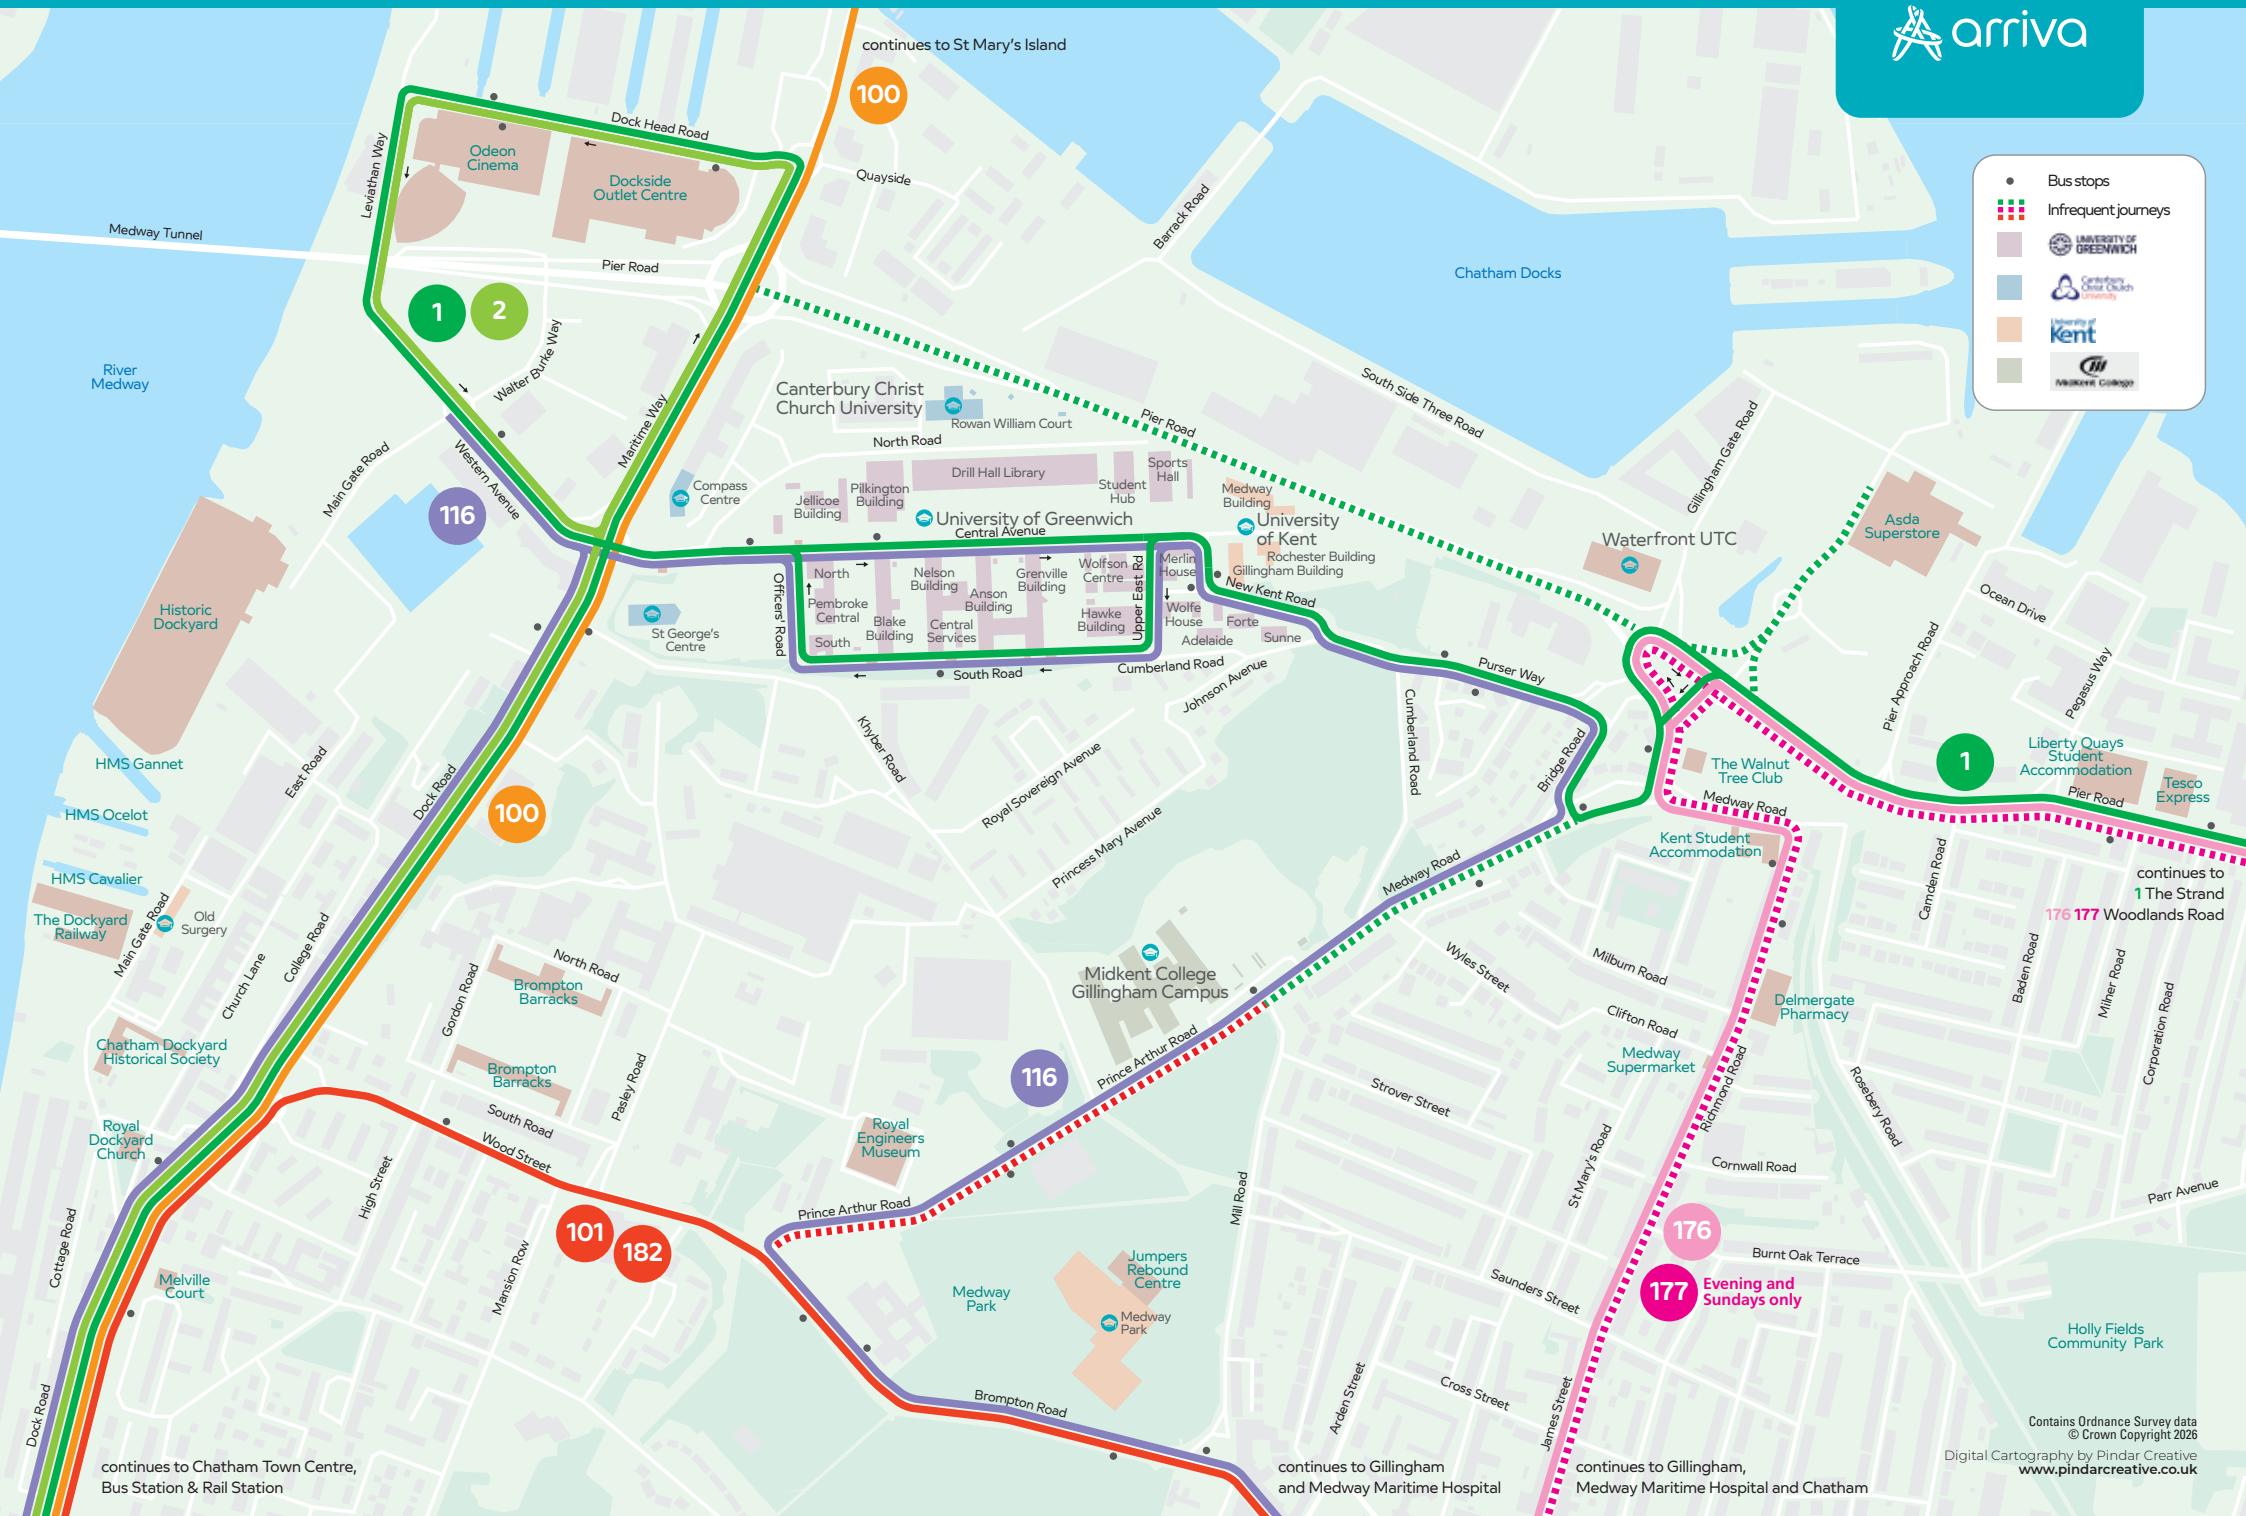 continues to St Mary's Island
100
arriva
Bus stops
Infrequent journeys
UNIVERSITY OF
GREENWICH
Canterbury
Christ Church
University
University of
Kent
MidKent College
Dock Head Road
Leviathan Way
Odeon
Cinema
Dockside
Outlet Centre
Quayside
Barrack Road
Medway Tunnel
Pier Road
Chatham Docks
1
2
Walter Burke Way
River
Medway
Maritime Way
Canterbury Christ
Church University
Rowan William Court
Pier Road
South Side Three Road
Gillingham Gate Road
North Road
Main Gate Road
Western Avenue
116
Compass
Centre
Jellicoe
Building
Pilkington
Building
Drill Hall Library
Student
Hub
Sports
Hall
Medway
Building
University of Greenwich
Central Avenue
University
of Kent
Rochester Building
Gillingham Building
Waterfront UTC
Asda
Superstore
Historic
Dockyard
St George's
Centre
Officers' Road
North
Pembroke
Central
South
Blake
Building
Nelson
Building
Central
Services
Anson
Building
Grenville
Building
Wolfson
Centre
Hawke
Building
Upper East Rd
Merlin
House
Wolfe
House
Adelaide
Forte
Sunne
New Kent Road
South Road
Cumberland Road
Johnson Avenue
Purser Way
Ocean Drive
Pier Approach Road
Pegasus Way
HMS Gannet
East Road
Dock Road
HMS Ocelot
100
Khyber Road
Royal Sovereign Avenue
Princess Mary Avenue
Cumberland Road
Bridge Road
The Walnut
Tree Club
Medway Road
1
Liberty Quays
Student
Accommodation
Tesco
Express
Pier Road
Kent Student
Accommodation
HMS Cavalier
The Dockyard
Railway
Main Gate Road
Old
Surgery
Church Lane
College Road
Medway Road
Camden Road
continues to
1 The Strand
176 177 Woodlands Road
Gordon Road
North Road
Brompton
Barracks
Midkent College
Gillingham Campus
Wyles Street
Milburn Road
Clifton Road
Delmergate
Pharmacy
Baden Road
Milner Road
Corporation Road
Chatham Dockyard
Historical Society
Brompton
Barracks
Pasley Road
116
Prince Arthur Road
Strover Street
Medway
Supermarket
Richmond Road
Rosebery Road
Royal
Dockyard
Church
South Road
Wood Street
High Street
Royal
Engineers
Museum
St Mary's Road
Cornwall Road
Parr Avenue
Prince Arthur Road
Mill Road
Cottage Road
101
182
Mansion Row
Melville
Court
Medway
Park
Jumpers
Rebound
Centre
Medway
Park
176
177
Evening and
Sundays only
Burnt Oak Terrace
Saunders Street
Holly Fields
Community Park
Dock Road
Brompton Road
Arden Street
Cross Street
James Street
continues to Chatham Town Centre,
Bus Station & Rail Station
continues to Gillingham
and Medway Maritime Hospital
continues to Gillingham,
Medway Maritime Hospital and Chatham
Contains Ordnance Survey data
© Crown Copyright 2026
Digital Cartography by Pindar Creative
www.pindarcreative.co.uk